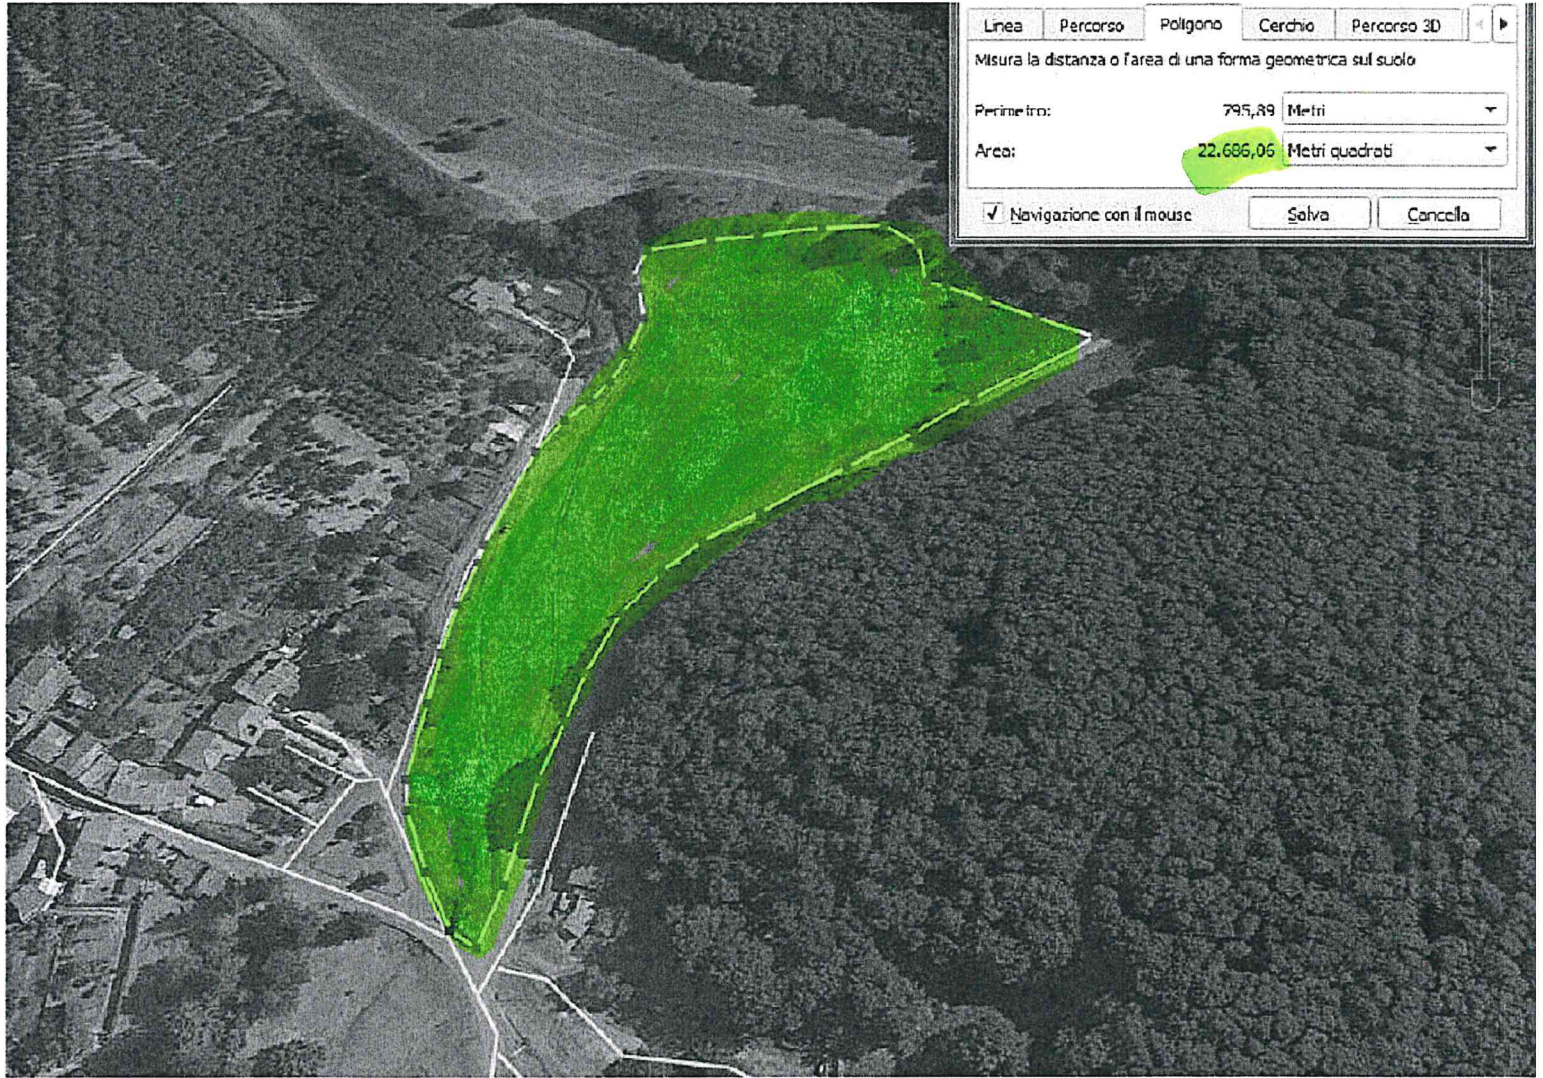 Linea Percorso Poligono Cerchio Percorso 3D
Misura la distanza o l'area di una forma geometrica sul suolo
Perimetro: 795,89 Metri
Area: 22.686,06 Metri quadrati
Navigazione con il mouse Salva Cancella